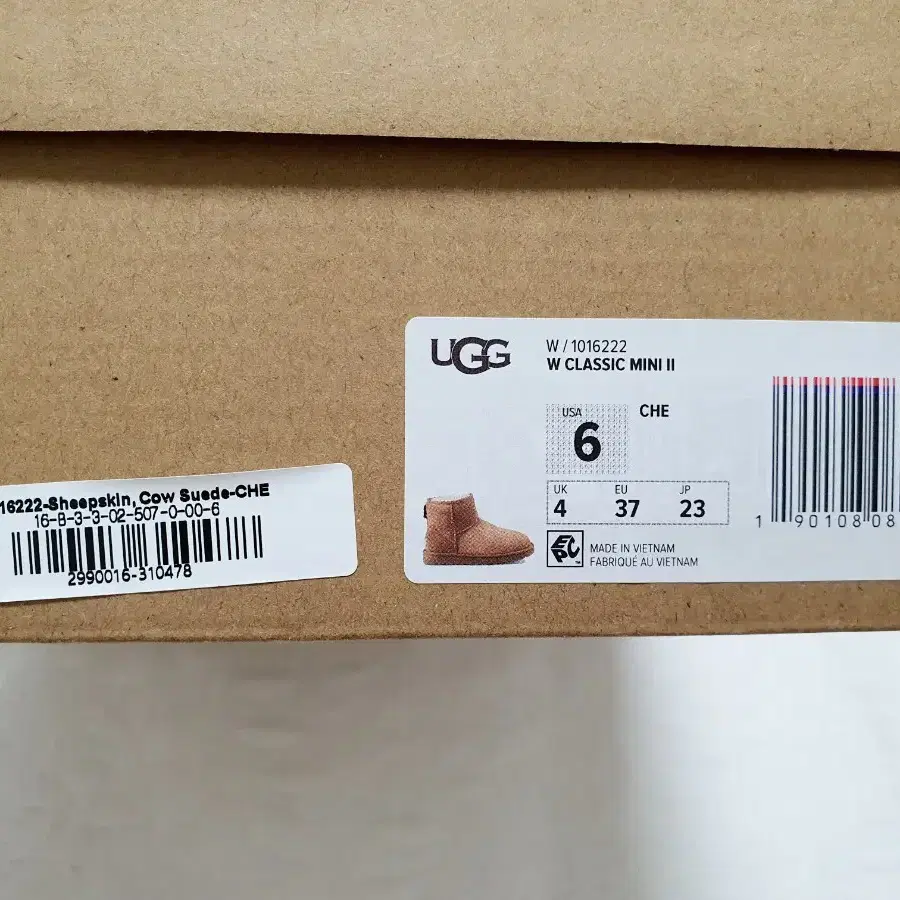 UGG
W / 1016222
W CLASSIC MINI II
USA
6
CHE
UK
4
EU
37
JP
23
EPC
MADE IN VIETNAM
FABRIQUÉ AU VIETNAM
1 90108 08
16222-Sheepskin, Cow Suede-CHE
16-B-3-3-02-507-0-00-6
2990016-310478